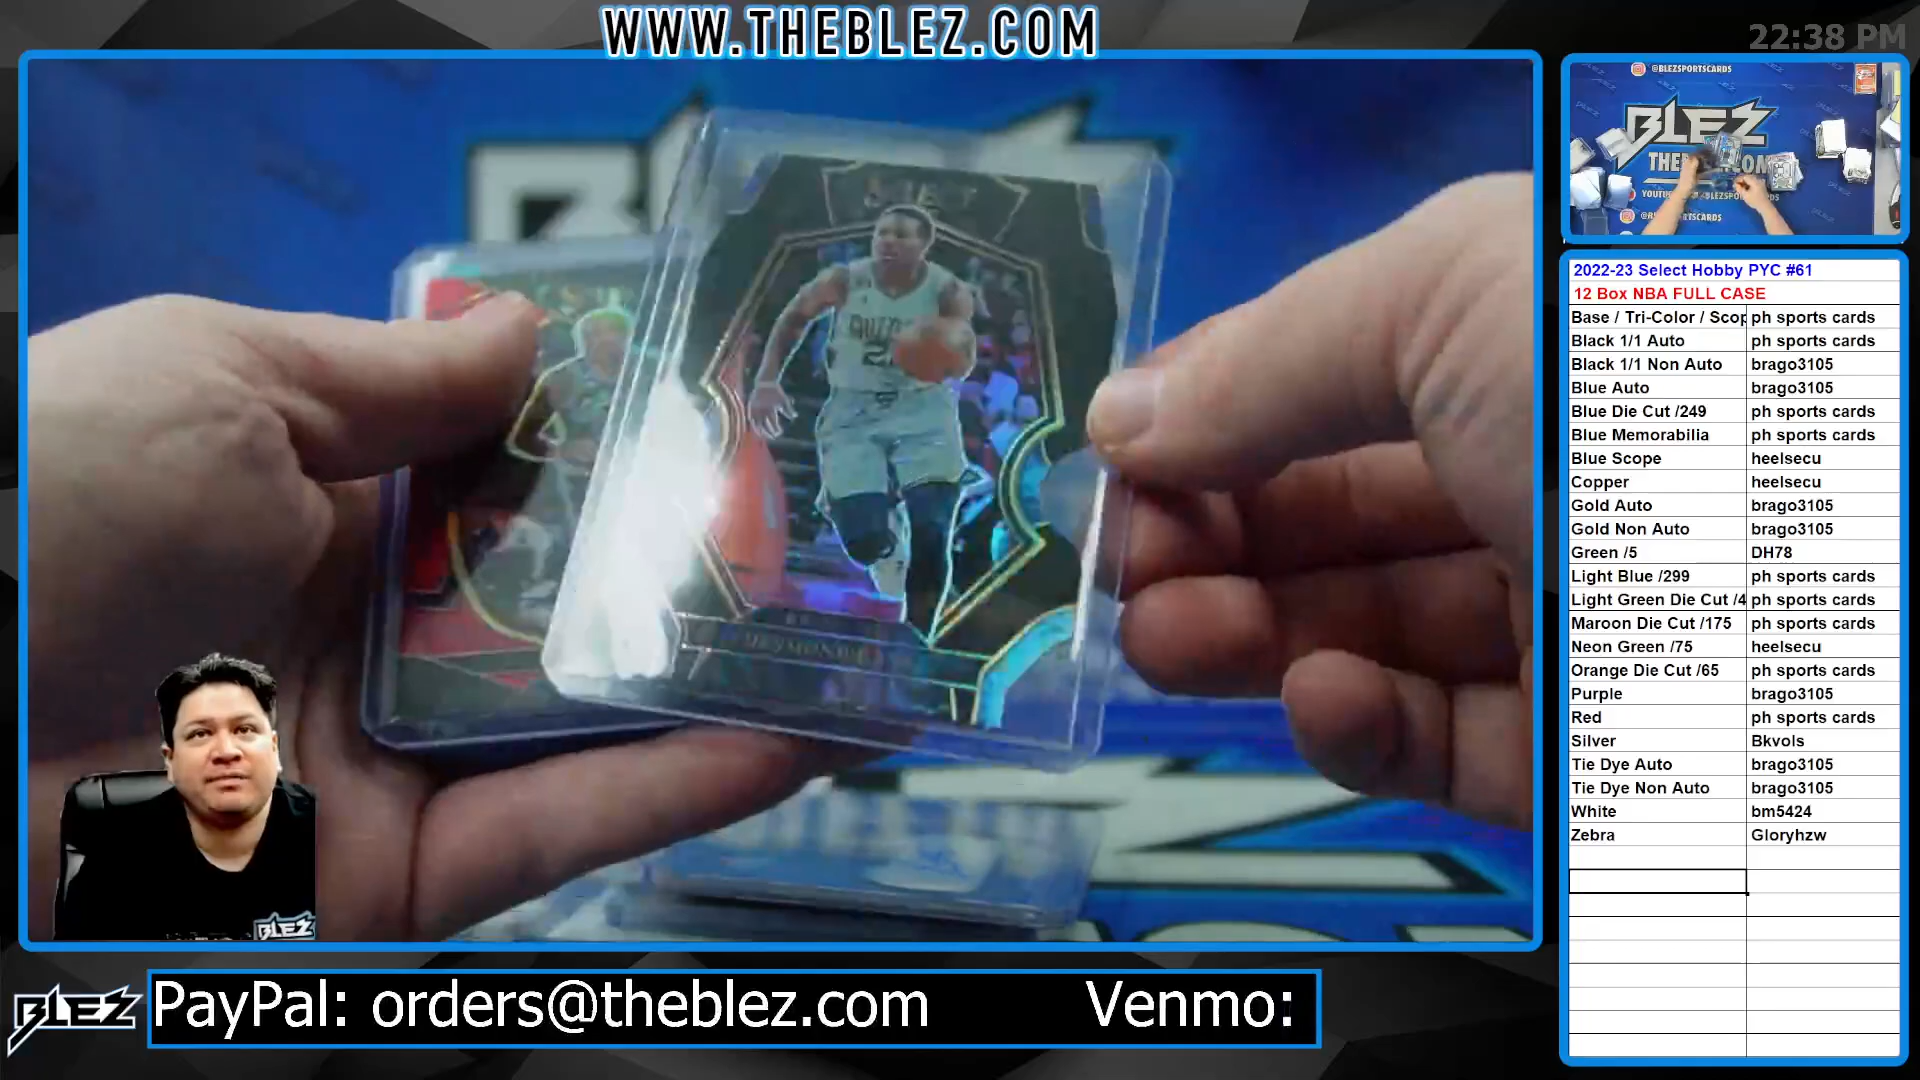 WWW.THEBLEZ.COM
22:38 PM
@BLEZSPORTSCARDS
BLEZ
2022-23 Select Hobby PYC #61
12 Box NBA FULL CASE
Base / Tri-Color / Scop ph sports cards
Black 1/1 Auto ph sports cards
Black 1/1 Non Auto brago3105
Blue Auto brago3105
Blue Die Cut /249 ph sports cards
Blue Memorabilia ph sports cards
Blue Scope heelsecu
Copper heelsecu
Gold Auto brago3105
Gold Non Auto brago3105
Green /5 DH78
Light Blue /299 ph sports cards
Light Green Die Cut /4 ph sports cards
Maroon Die Cut /175 ph sports cards
Neon Green /75 heelsecu
Orange Die Cut /65 ph sports cards
Purple brago3105
Red ph sports cards
Silver Bkvols
Tie Dye Auto brago3105
Tie Dye Non Auto brago3105
White bm5424
Zebra Gloryhzw
BLEZ
BLEZ
PayPal: orders@theblez.com Venmo: